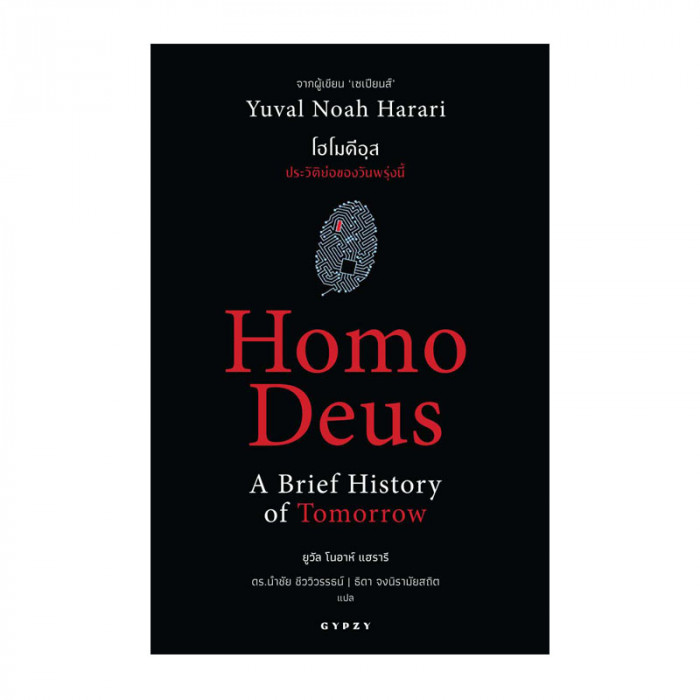 จากผู้เขียน 'เซเปียนส์'
Yuval Noah Harari
โฮโมดีอุส
ประวัติย่อของวันพรุ่งนี้
Homo
Deus
A Brief History
of Tomorrow
ยูวัล โนอาห์ แฮรารี
ดร.นำชัย ชีววิวรรธน์ | ธิดา จงนิรามัยสถิต
แปล
GYPZY